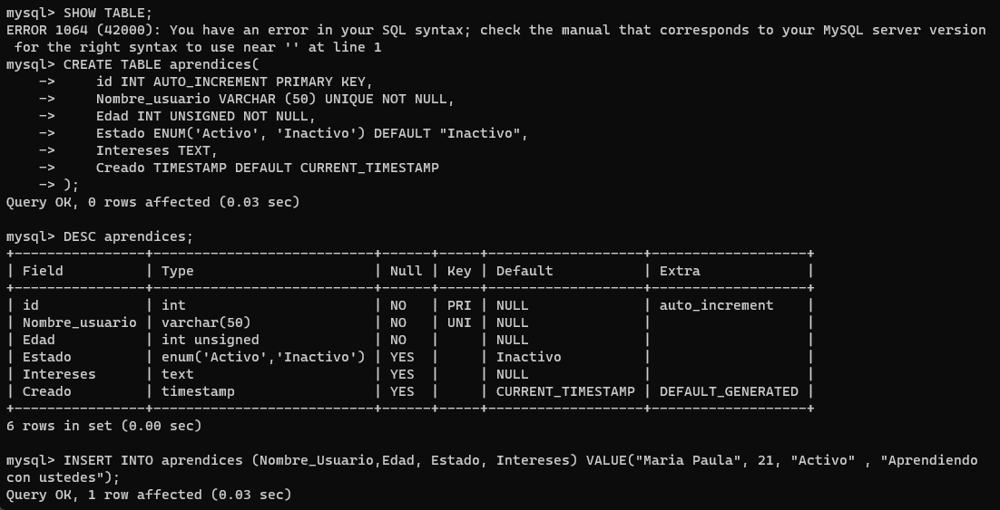 mysql> SHOW TABLE;
ERROR 1064 (42000): You have an error in your SQL syntax; check the manual that corresponds to your MySQL server version
 for the right syntax to use near '' at line 1
mysql> CREATE TABLE aprendices(
    ->     id INT AUTO_INCREMENT PRIMARY KEY,
    ->     Nombre_usuario VARCHAR (50) UNIQUE NOT NULL,
    ->     Edad INT UNSIGNED NOT NULL,
    ->     Estado ENUM('Activo', 'Inactivo') DEFAULT "Inactivo",
    ->     Intereses TEXT,
    ->     Creado TIMESTAMP DEFAULT CURRENT_TIMESTAMP
    -> );
Query OK, 0 rows affected (0.03 sec)

mysql> DESC aprendices;
+----------------+---------------------------+------+-----+-------------------+-------------------+
| Field          | Type                      | Null | Key | Default           | Extra             |
+----------------+---------------------------+------+-----+-------------------+-------------------+
| id             | int                       | NO   | PRI | NULL              | auto_increment    |
| Nombre_usuario | varchar(50)               | NO   | UNI | NULL              |                   |
| Edad           | int unsigned              | NO   |     | NULL              |                   |
| Estado         | enum('Activo','Inactivo') | YES  |     | Inactivo          |                   |
| Intereses      | text                      | YES  |     | NULL              |                   |
| Creado         | timestamp                 | YES  |     | CURRENT_TIMESTAMP | DEFAULT_GENERATED |
+----------------+---------------------------+------+-----+-------------------+-------------------+
6 rows in set (0.00 sec)

mysql> INSERT INTO aprendices (Nombre_Usuario,Edad, Estado, Intereses) VALUE("Maria Paula", 21, "Activo" , "Aprendiendo
con ustedes");
Query OK, 1 row affected (0.03 sec)